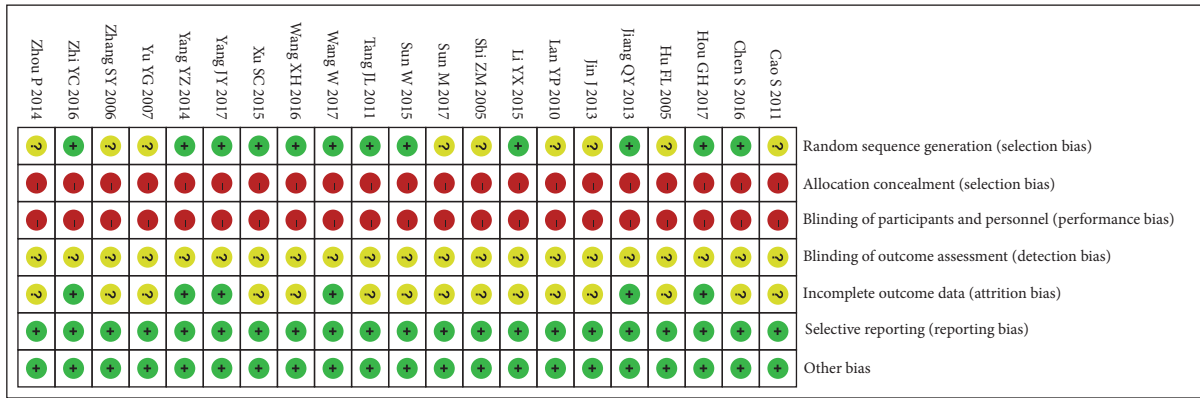 Zhou P 2014
Zhi YC 2016
Zhang SY 2006
Yu YG 2007
Yang YZ 2014
Yang JY 2017
Xu SC 2015
Wang XH 2016
Wang W 2017
Tang JL 2011
Sun W 2015
Sun M 2017
Shi ZM 2005
Li YX 2015
Lan YP 2010
Jin J 2013
Jiang QY 2013
Hu FL 2005
Hou GH 2017
Chen S 2016
Cao S 2011
? + ? ? + + + + + + + ? ? + ? ? + ? + + ? Random sequence generation (selection bias)
– – – – – – – – – – – – – – – – – – – – – Allocation concealment (selection bias)
– – – – – – – – – – – – – – – – – – – – – Blinding of participants and personnel (performance bias)
? ? ? ? ? ? ? ? ? ? ? ? ? ? ? ? ? ? ? ? ? Blinding of outcome assessment (detection bias)
? + ? ? + + ? ? + ? ? ? ? ? ? ? + ? + ? ? Incomplete outcome data (attrition bias)
+ + + + + + + + + + + + + + + + + + + + + Selective reporting (reporting bias)
+ + + + + + + + + + + + + + + + + + + + + Other bias